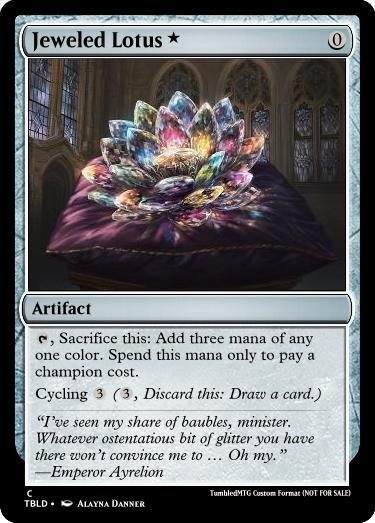 Jeweled Lotus ★ 0
Artifact
T, Sacrifice this: Add three mana of any
one color. Spend this mana only to pay a
champion cost.
Cycling 3 (3, Discard this: Draw a card.)
“I’ve seen my share of baubles, minister.
Whatever ostentatious bit of glitter you have
there won’t convince me to … Oh my.”
—Emperor Ayrelion
C
TBLD • Alayna Danner
TumbledMTG Custom Format (NOT FOR SALE)